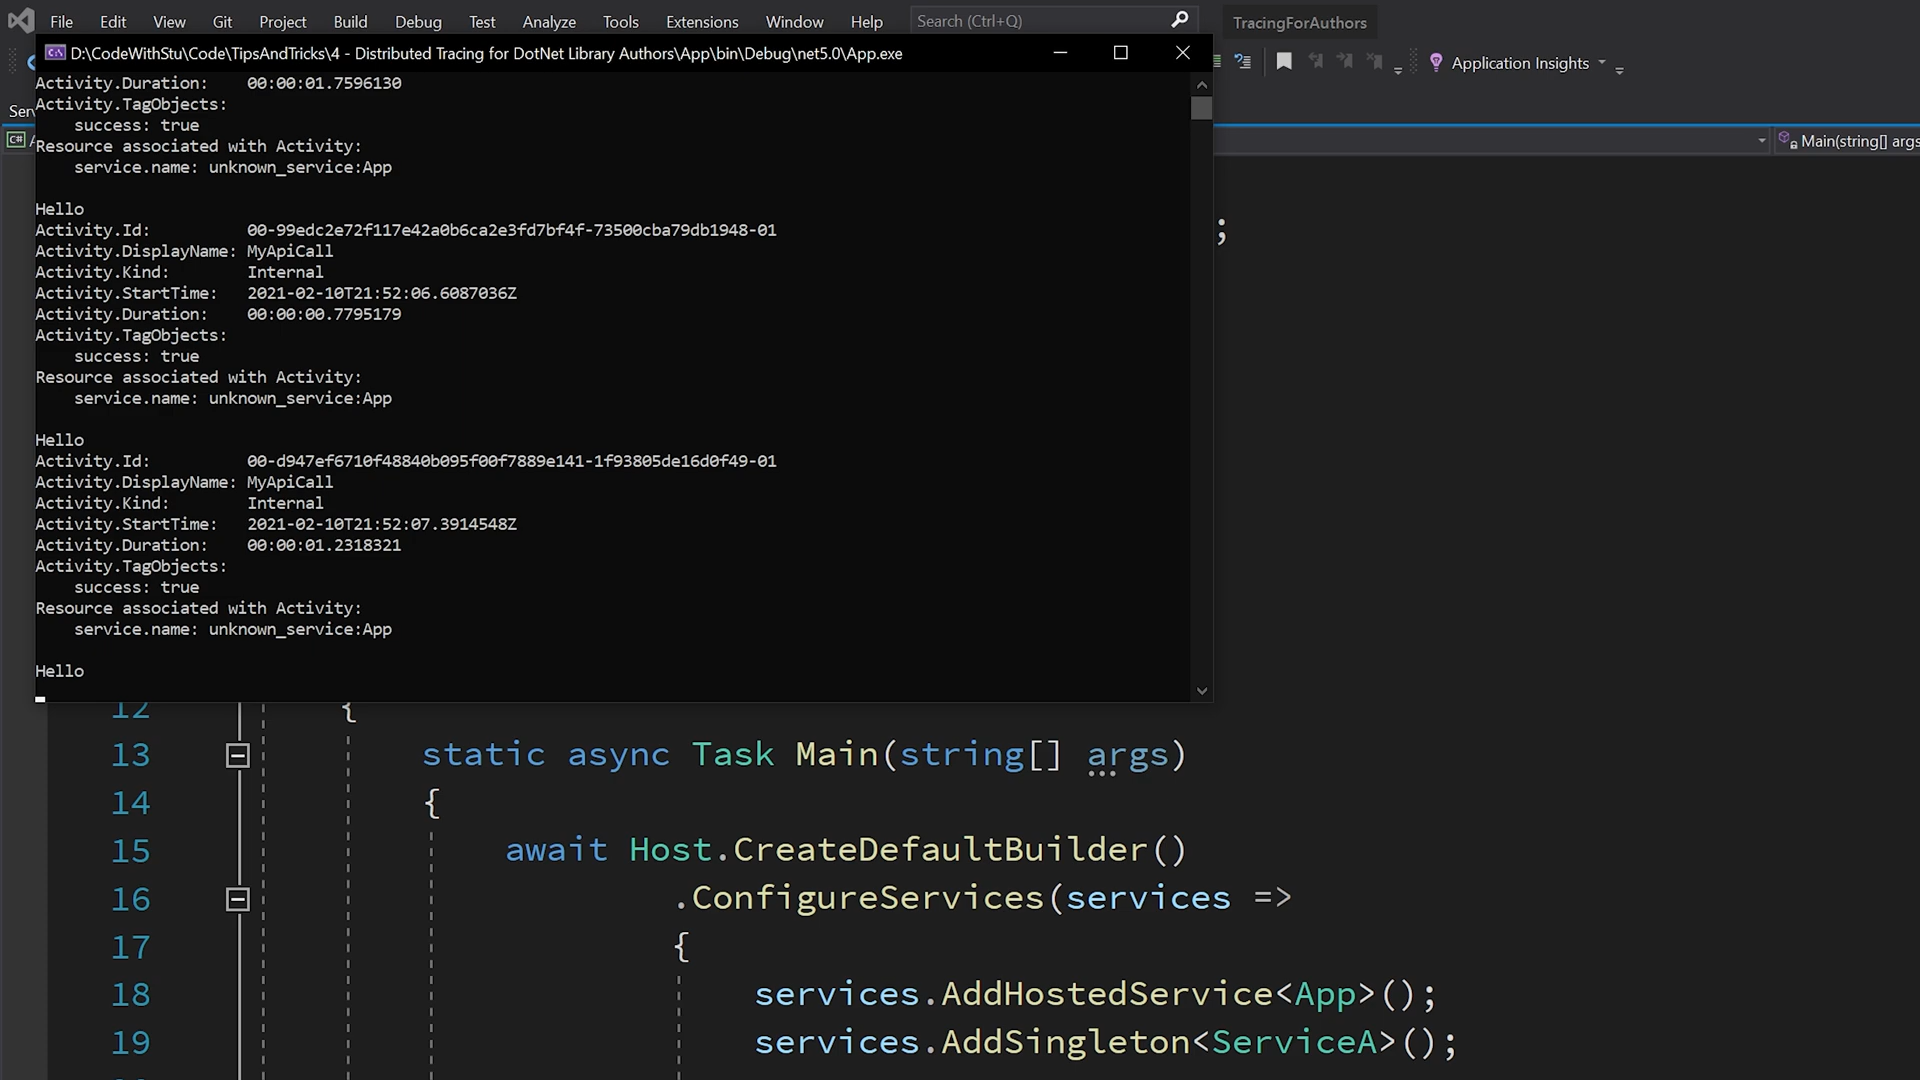 File Edit View Git Project Build Debug Test Analyze Tools Extensions Window Help Search (Ctrl+Q) TracingForAuthors
D:\CodeWithStu\Code\TipsAndTricks\4 - Distributed Tracing for DotNet Library Authors\App\bin\Debug\net5.0\App.exe
Application Insights
Main(string[] args
Activity.Duration: 00:00:01.7596130
Activity.TagObjects:
success: true
Resource associated with Activity:
service.name: unknown_service:App
Hello
Activity.Id: 00-99edc2e72f117e42a0b6ca2e3fd7bf4f-73500cba79db1948-01
Activity.DisplayName: MyApiCall
Activity.Kind: Internal
Activity.StartTime: 2021-02-10T21:52:06.6087036Z
Activity.Duration: 00:00:00.7795179
Activity.TagObjects:
success: true
Resource associated with Activity:
service.name: unknown_service:App
Hello
Activity.Id: 00-d947ef6710f48840b095f00f7889e141-1f93805de16d0f49-01
Activity.DisplayName: MyApiCall
Activity.Kind: Internal
Activity.StartTime: 2021-02-10T21:52:07.3914548Z
Activity.Duration: 00:00:01.2318321
Activity.TagObjects:
success: true
Resource associated with Activity:
service.name: unknown_service:App
Hello
;
12 {
13 static async Task Main(string[] args)
14 {
15 await Host.CreateDefaultBuilder()
16 .ConfigureServices(services =>
17 {
18 services.AddHostedService<App>();
19 services.AddSingleton<ServiceA>();